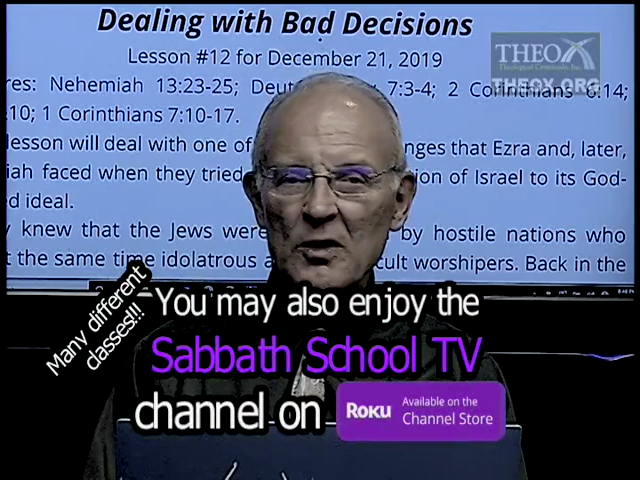 Dealing with Bad Decisions
Lesson #12 for December 21, 2019
THEOX
THEOX.ORG
res: Nehemiah 13:23-25; Deut 7:3-4; 2 Corinthians 6:14;
10; 1 Corinthians 7:10-17.
lesson will deal with one of nges that Ezra and, later,
iah faced when they tried ion of Israel to its God-
d ideal.
y knew that the Jews were by hostile nations who
t the same time idolatrous a cult worshipers. Back in the
Many different
classes!!!
You may also enjoy the
Sabbath School TV
channel on
ROKU
Available on the
Channel Store